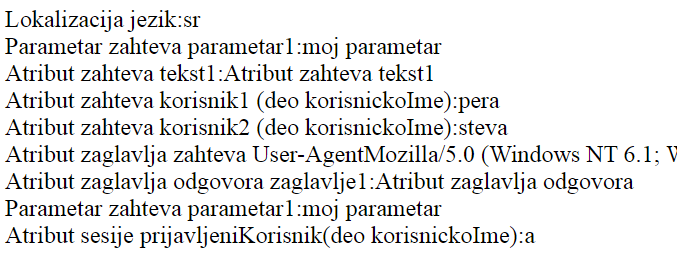 Lokalizacija jezik:sr
Parametar zahteva parametar1:moj parametar
Atribut zahteva tekst1:Atribut zahteva tekst1
Atribut zahteva korisnik1 (deo korisnickoIme):pera
Atribut zahteva korisnik2 (deo korisnickoIme):steva
Atribut zaglavlja zahteva User-AgentMozilla/5.0 (Windows NT 6.1;
Atribut zaglavlja odgovora zaglavlje1:Atribut zaglavlja odgovora
Parametar zahteva parametar1:moj parametar
Atribut sesije prijavljeniKorisnik(deo korisnickoIme):a